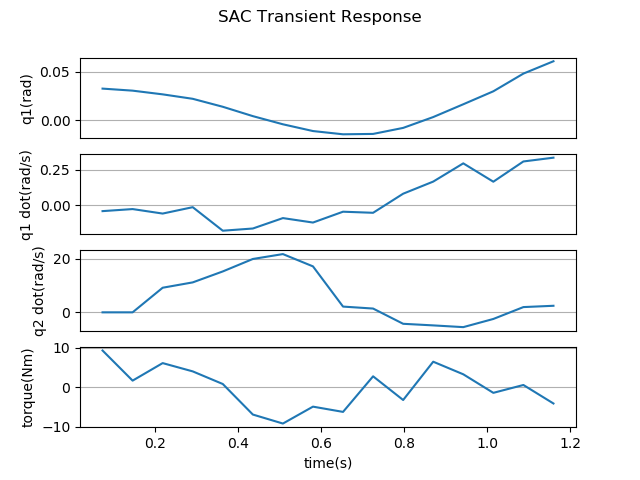 SAC Transient Response
0.05
0.00
q1(rad)
0.25
0.00
q1 dot(rad/s)
20
0
q2 dot(rad/s)
10
0
−10
torque(Nm)
0.2 0.4 0.6 0.8 1.0 1.2
time(s)